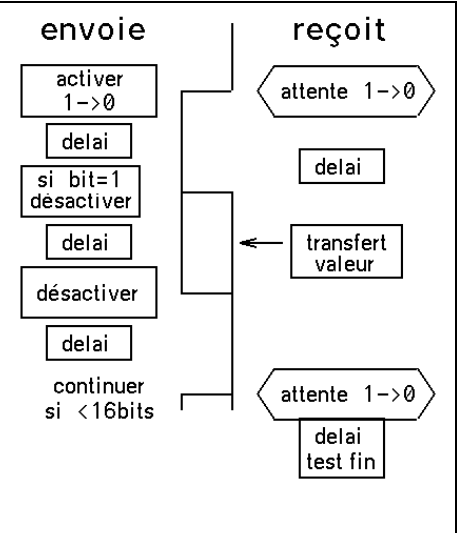 envoie
activer
1->0
delai
si bit=1
désactiver
delai
désactiver
delai
continuer
si <16bits
reçoit
attente 1->0
delai
transfert
valeur
attente 1->0
delai
test fin